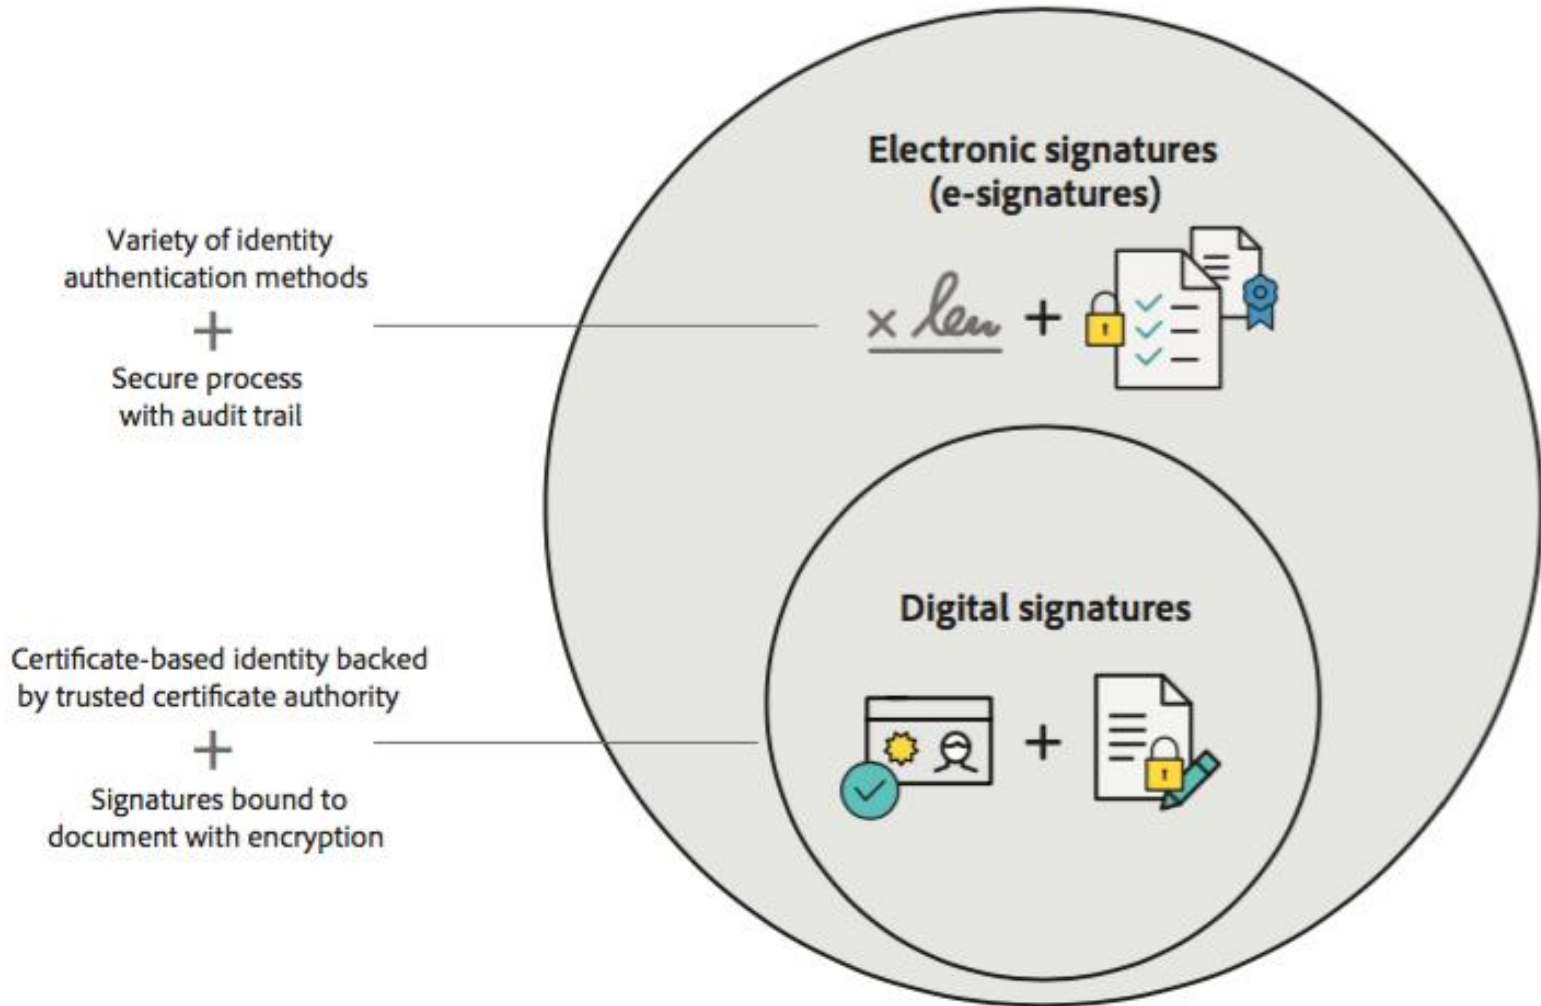 Electronic signatures
(e-signatures)
Variety of identity
authentication methods
+
Secure process
with audit trail
+
Digital signatures
Certificate-based identity backed
by trusted certificate authority
+
Signatures bound to
document with encryption
+